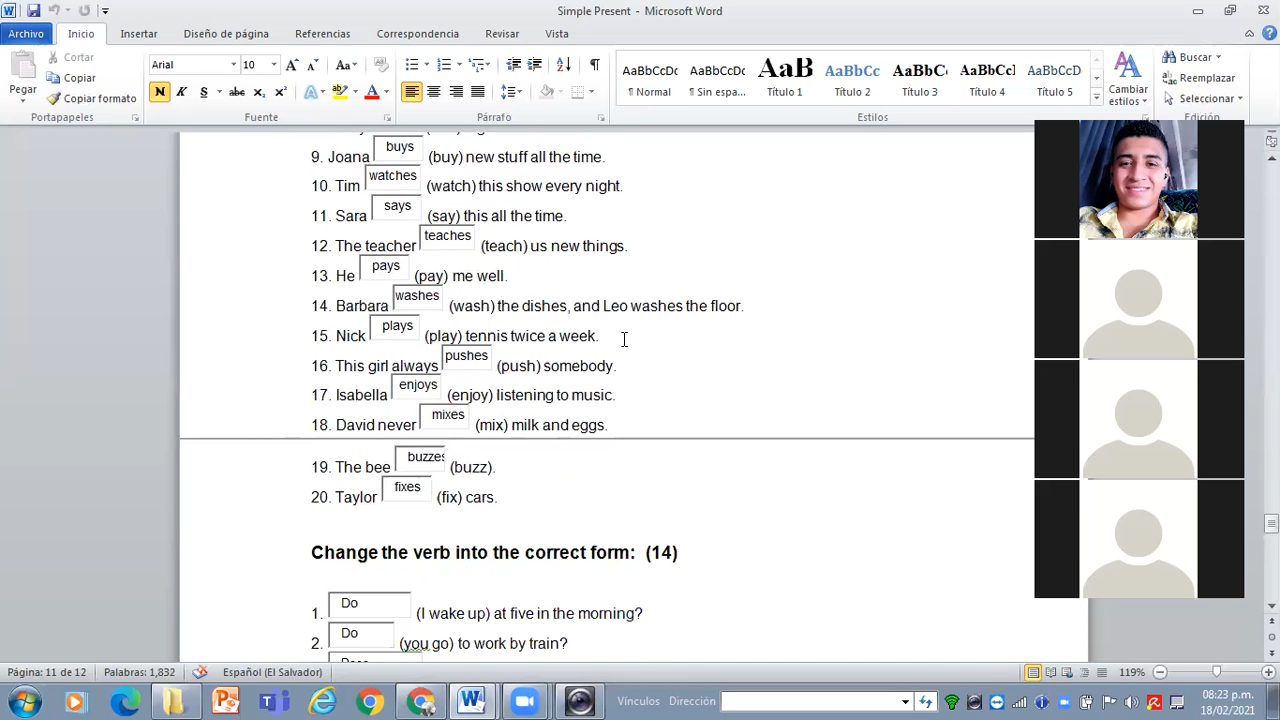 Simple Present - Microsoft Word
Archivo Inicio Insertar Diseño de página Referencias Correspondencia Revisar Vista
Pegar
Cortar
Copiar
Copiar formato
Portapapeles
Arial 10
N K S abc x₂ x²
Fuente
Párrafo
AaBbCcDc AaBbCcDc AaB AaBbCc AaBbC AaBbCc AaBbCcD
¶ Normal ¶ Sin espa... Título 1 Título 2 Título 3 Título 4 Título 5
Estilos
Cambiar estilos
Buscar
Reemplazar
Seleccionar
Edición
9. Joana buys (buy) new stuff all the time.
10. Tim watches (watch) this show every night.
11. Sara says (say) this all the time.
12. The teacher teaches (teach) us new things.
13. He pays (pay) me well.
14. Barbara washes (wash) the dishes, and Leo washes the floor.
15. Nick plays (play) tennis twice a week.
16. This girl always pushes (push) somebody.
17. Isabella enjoys (enjoy) listening to music.
18. David never mixes (mix) milk and eggs.
19. The bee buzzes (buzz).
20. Taylor fixes (fix) cars.
Change the verb into the correct form: (14)
1. Do (I wake up) at five in the morning?
2. Do (you go) to work by train?
Página: 11 de 12 Palabras: 1,832 Español (El Salvador) 119%
Vínculos Dirección
08:23 p.m.
18/02/2021